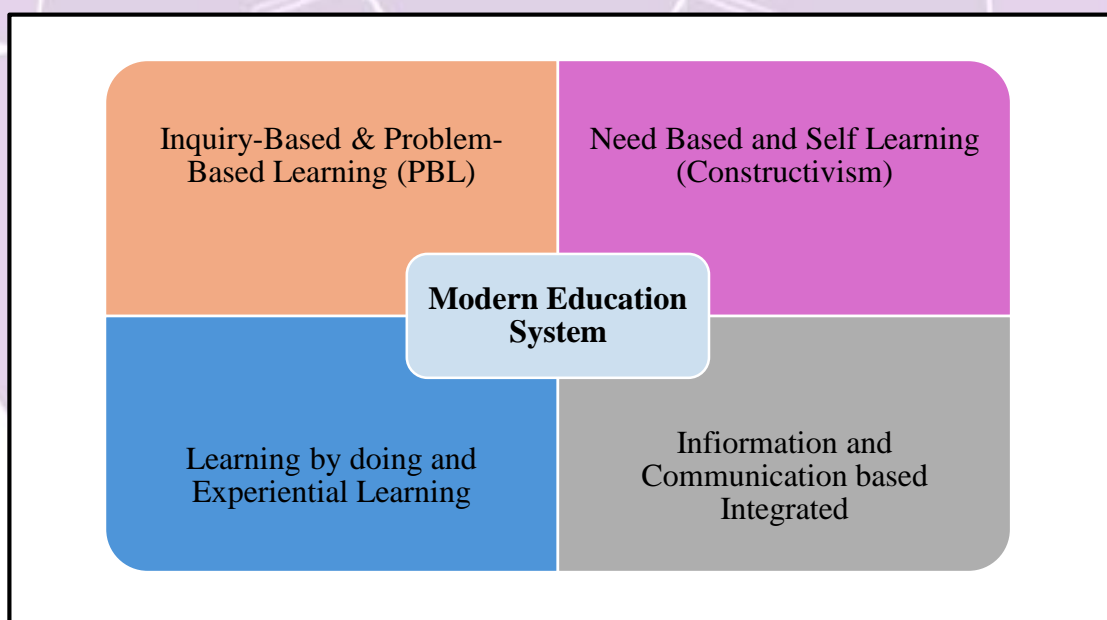 Inquiry-Based & Problem-
Based Learning (PBL)
Need Based and Self Learning
(Constructivism)
Modern Education
System
Learning by doing and
Experiential Learning
Infiormation and
Communication based
Integrated